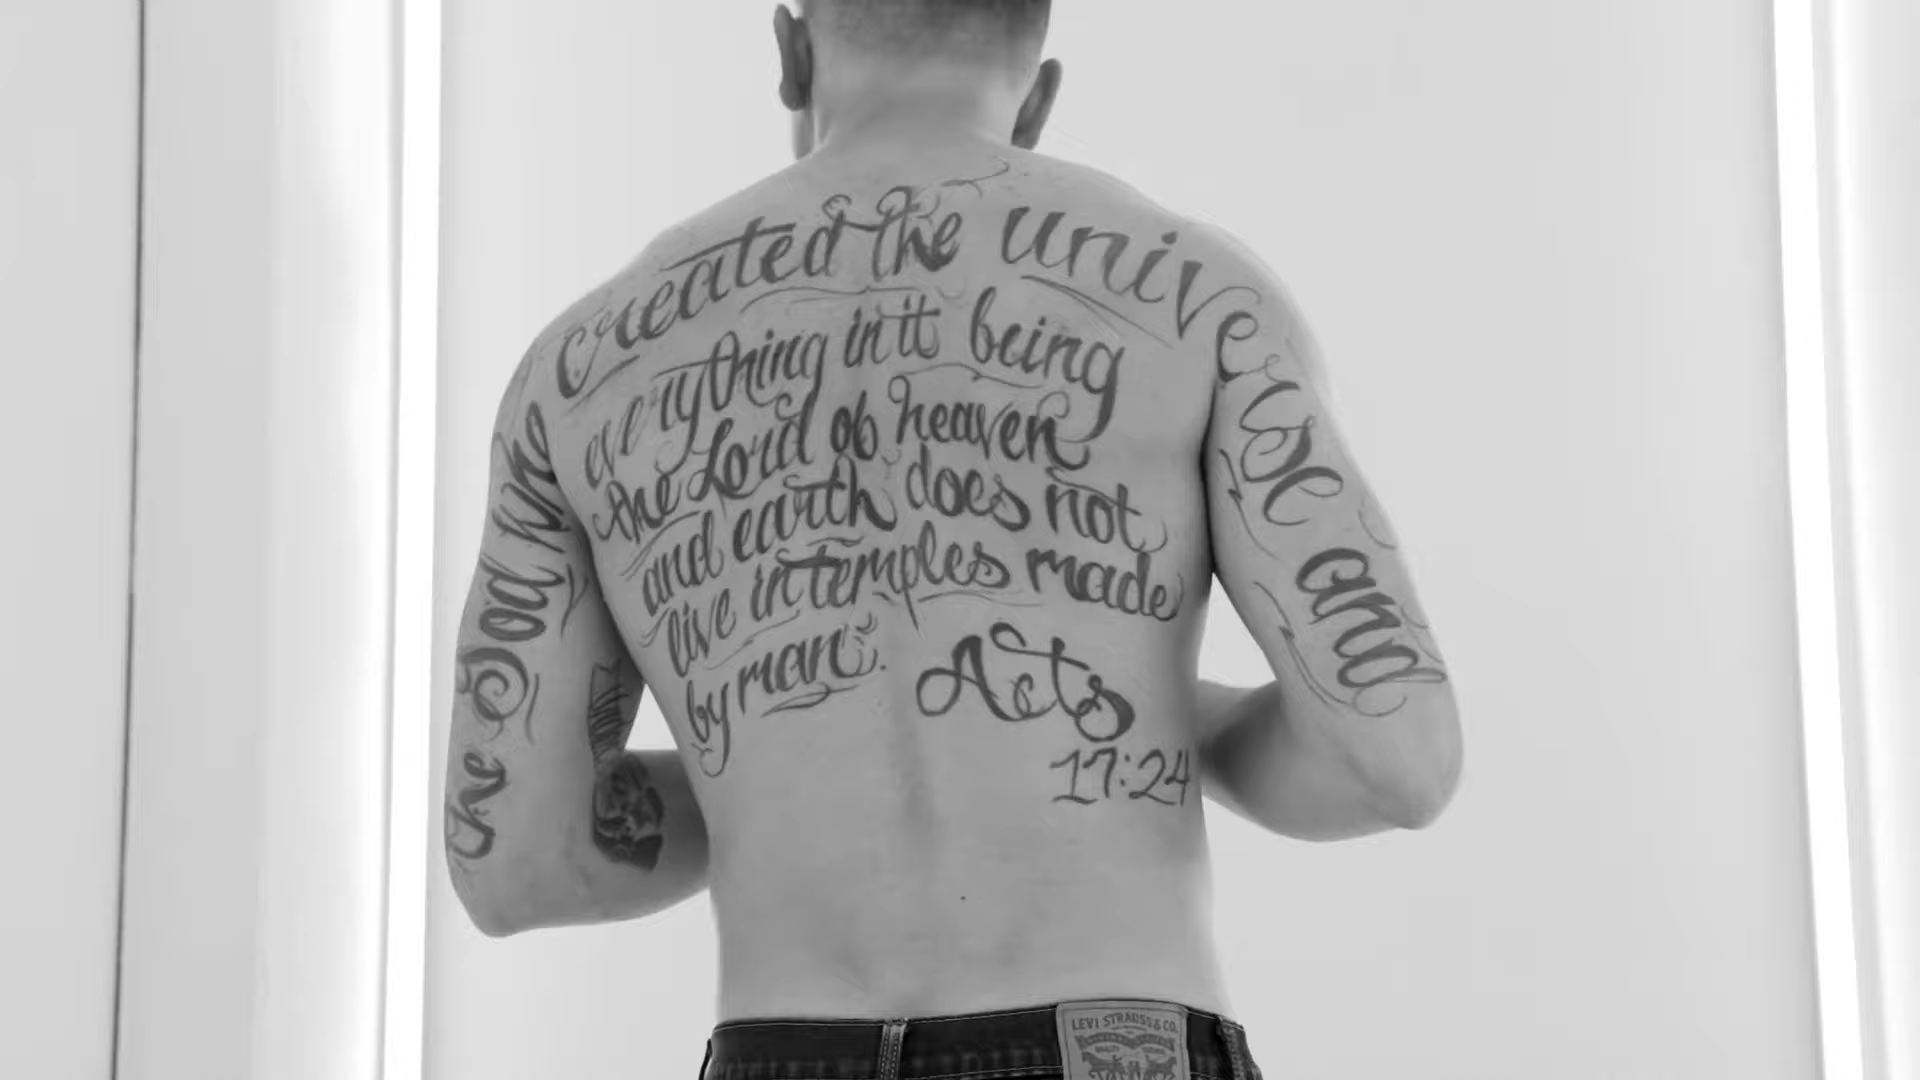 The God who
created the universe and
everything in it being
the Lord of heaven
and earth does not
live in temples made
by man.
Acts
17:24
LEVI STRAUSS & CO.
QUALITY